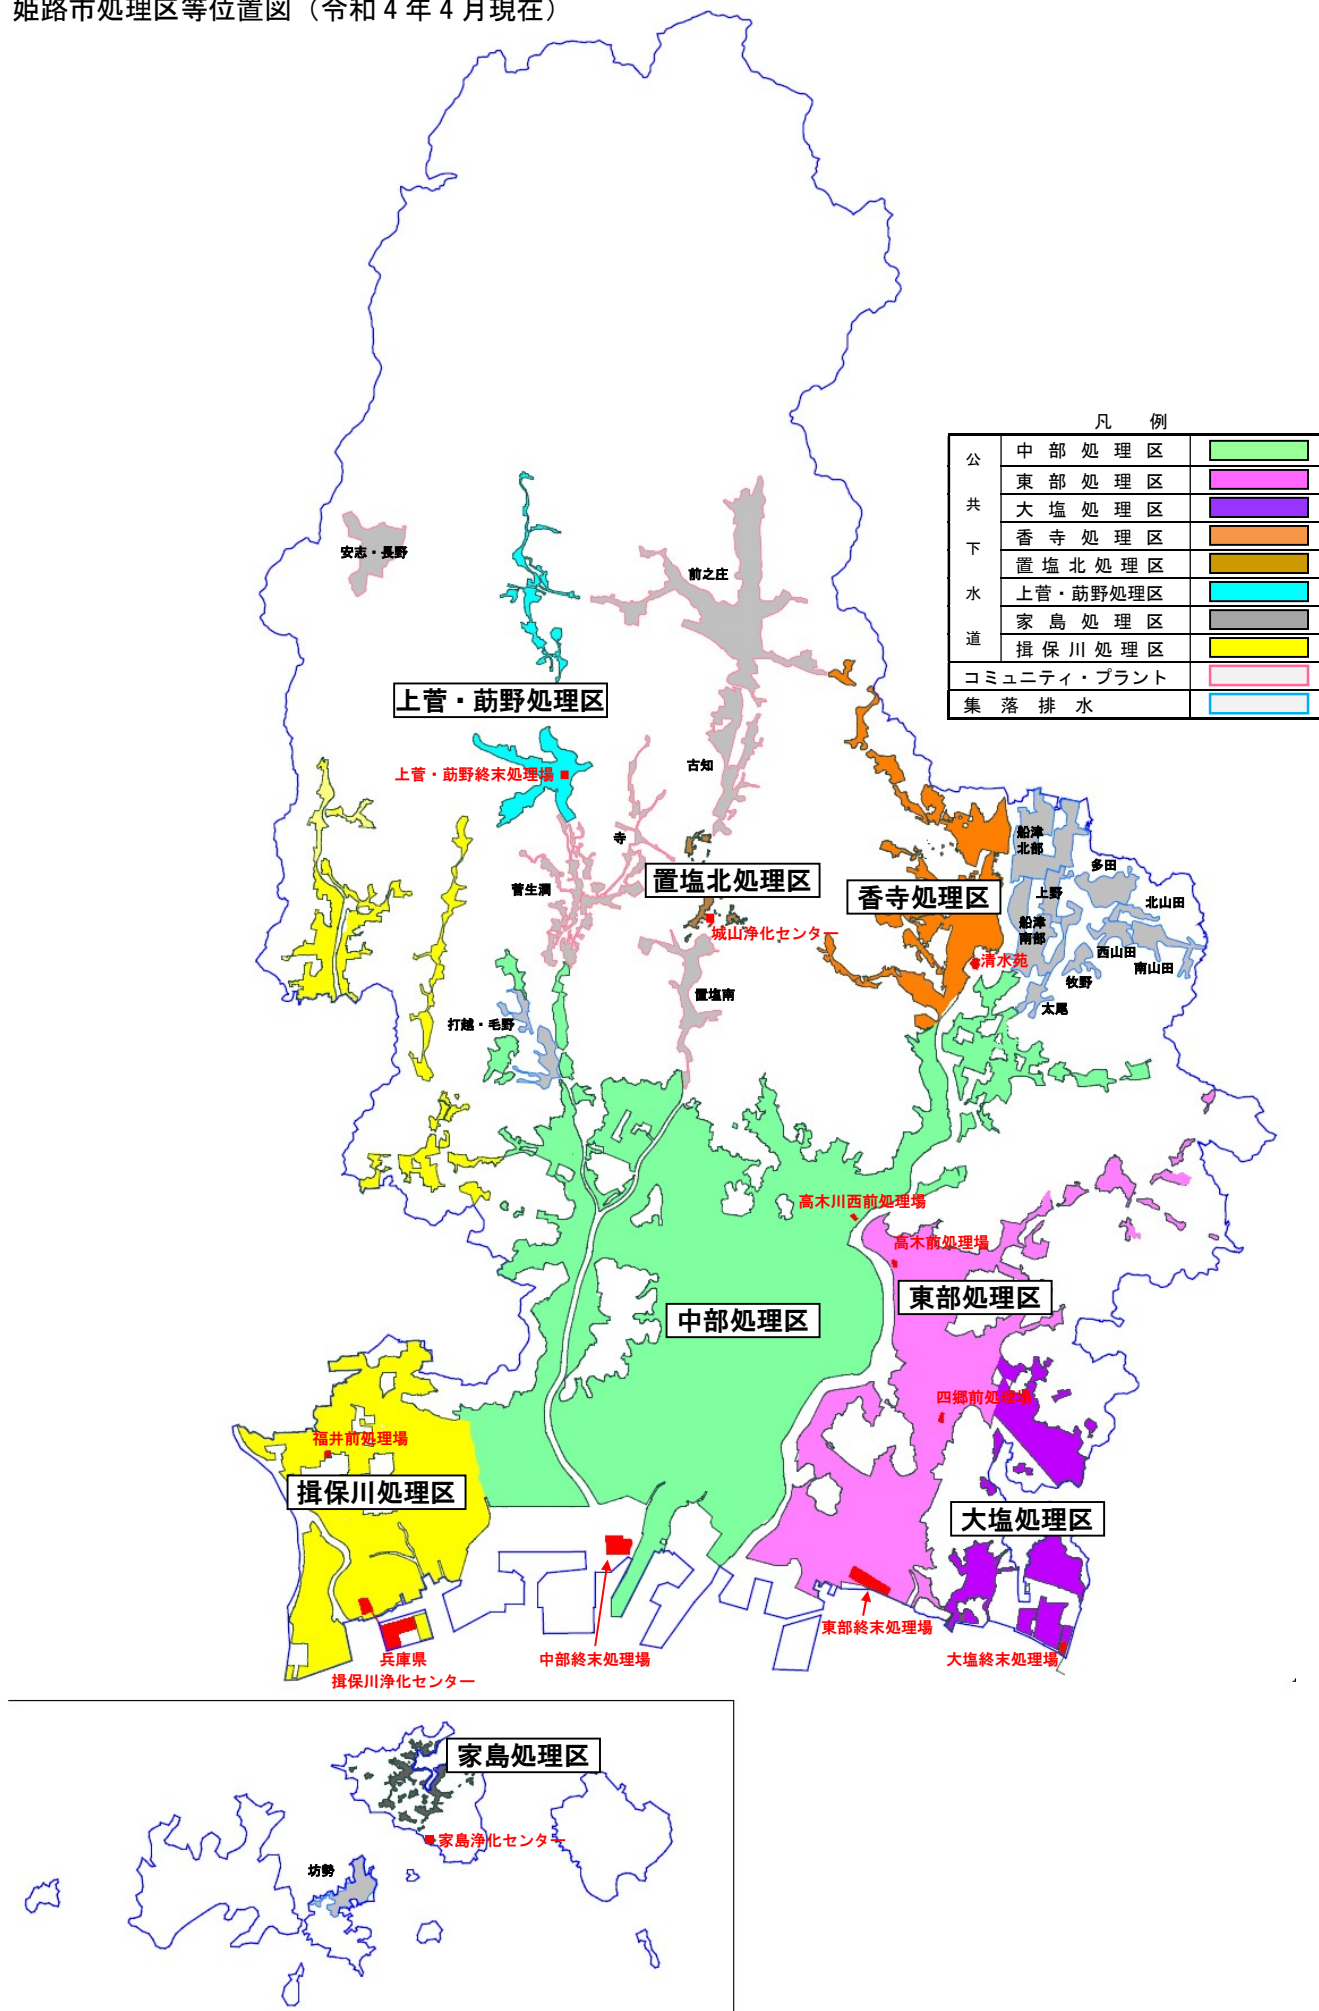 姫路市処理区等位置図（令和４年４月現在）
凡　例
公共下水道
中部処理区
東部処理区
大塩処理区
香寺処理区
置塩北処理区
上菅・莇野処理区
家島処理区
揖保川処理区
コミュニティ・プラント
集落排水
安志・長野
前之庄
上菅・莇野処理区
上菅・莇野終末処理場
古知
寺
菅生澗
置塩北処理区
城山浄化センター
置塩南
香寺処理区
清水苑
船津
北部
多田
上野
北山田
船津
南部
西山田
南山田
牧野
太尾
打越・毛野
高木川西前処理場
高木前処理場
東部処理区
中部処理区
四郷前処理場
福井前処理場
揖保川処理区
大塩処理区
東部終末処理場
中部終末処理場
大塩終末処理場
兵庫県
揖保川浄化センター
家島処理区
家島浄化センター
坊勢